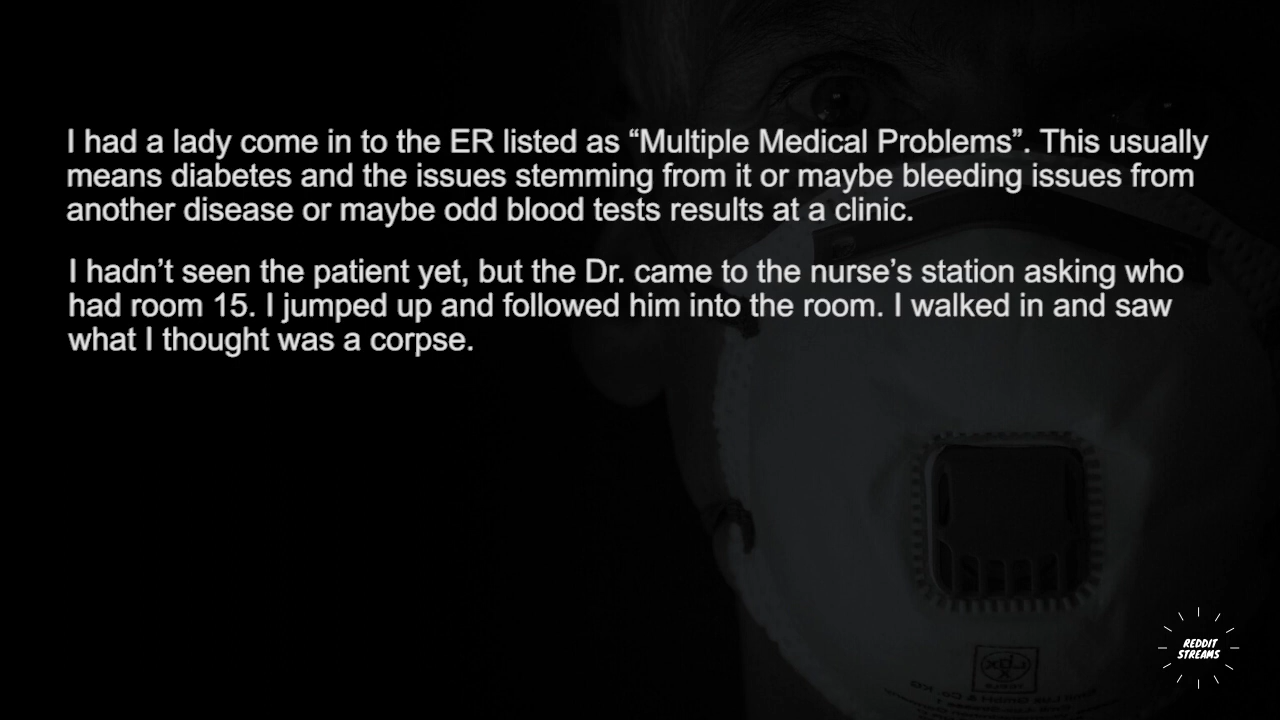 I had a lady come in to the ER listed as “Multiple Medical Problems”. This usually
means diabetes and the issues stemming from it or maybe bleeding issues from
another disease or maybe odd blood tests results at a clinic.
I hadn’t seen the patient yet, but the Dr. came to the nurse’s station asking who
had room 15. I jumped up and followed him into the room. I walked in and saw
what I thought was a corpse.
REDDIT
STREAMS